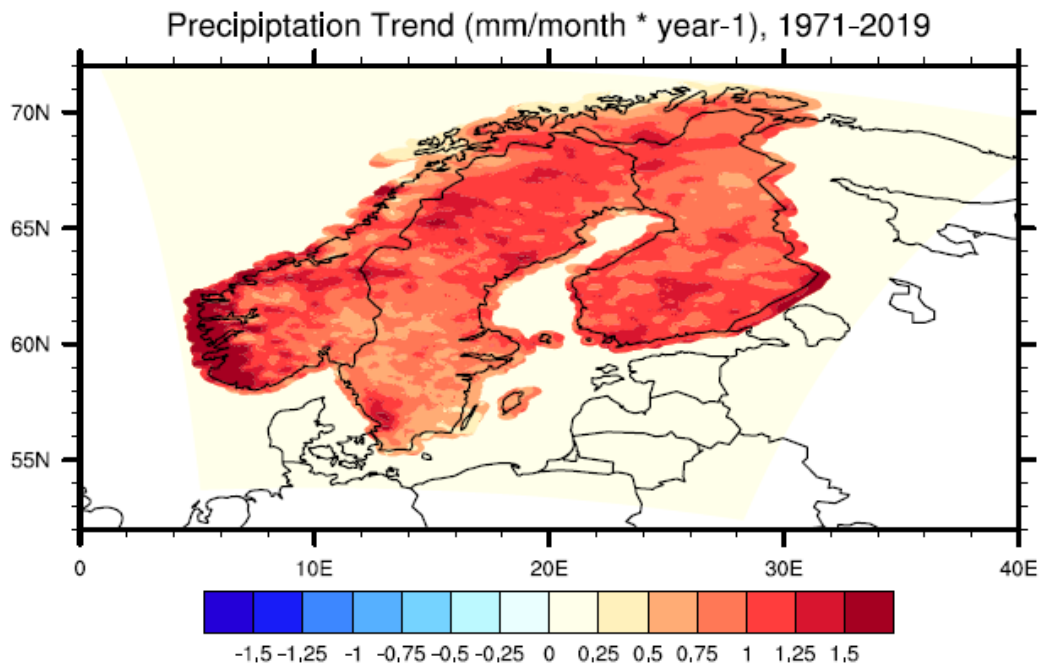 Precipiptation Trend (mm/month * year-1), 1971-2019
70N
65N
60N
55N
0 10E 20E 30E 40E
-1,5 -1,25 -1 -0,75 -0,5 -0,25 0 0,25 0,5 0,75 1 1,25 1,5